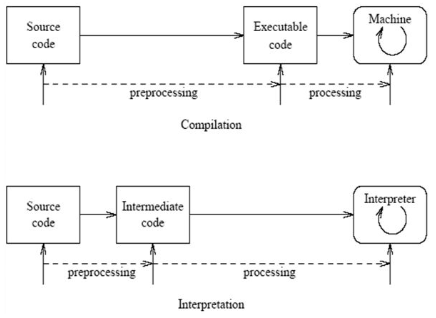 Source
code
Executable
code
Machine
preprocessing
processing
Compilation
Source
code
Intermediate
code
Interpreter
preprocessing
processing
Interpretation